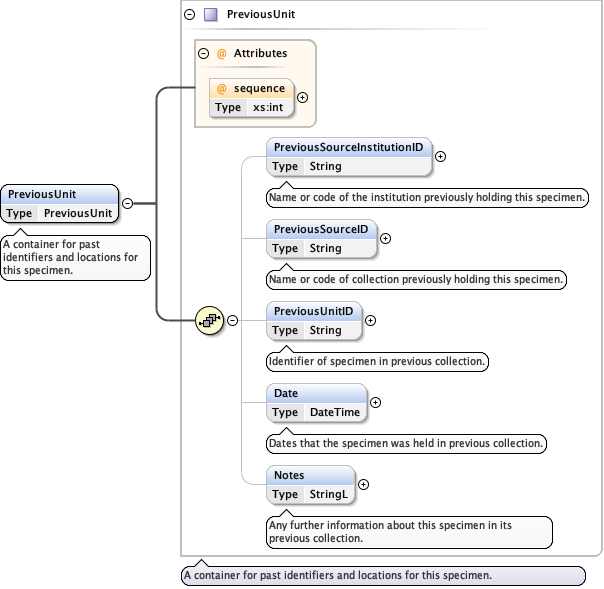 PreviousUnit
@ Attributes
@ sequence
Type xs:int
PreviousSourceInstitutionID
Type String
Name or code of the institution previously holding this specimen.
PreviousUnit
Type PreviousUnit
A container for past
identifiers and locations for
this specimen.
PreviousSourceID
Type String
Name or code of collection previously holding this specimen.
PreviousUnitID
Type String
Identifier of specimen in previous collection.
Date
Type DateTime
Dates that the specimen was held in previous collection.
Notes
Type StringL
Any further information about this specimen in its
previous collection.
A container for past identifiers and locations for this specimen.